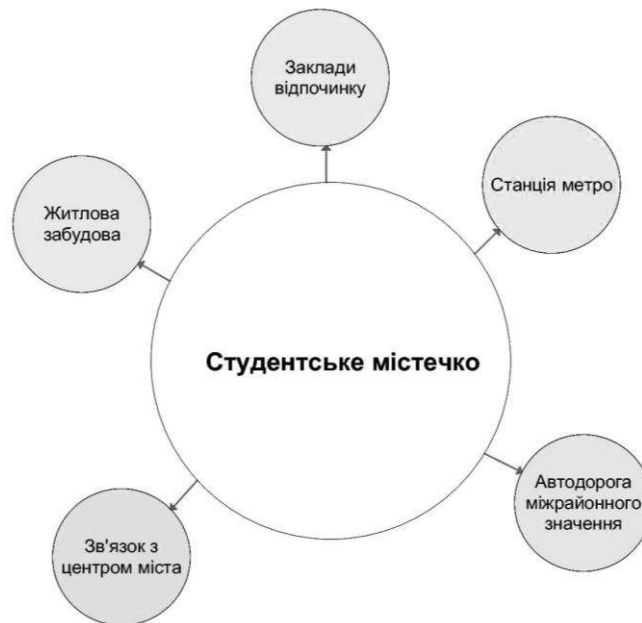 Заклади
відпочинку
Станція метро
Житлова
забудова
Студентське містечко
Автодорога
міжрайонного
значення
Зв'язок з
центром міста